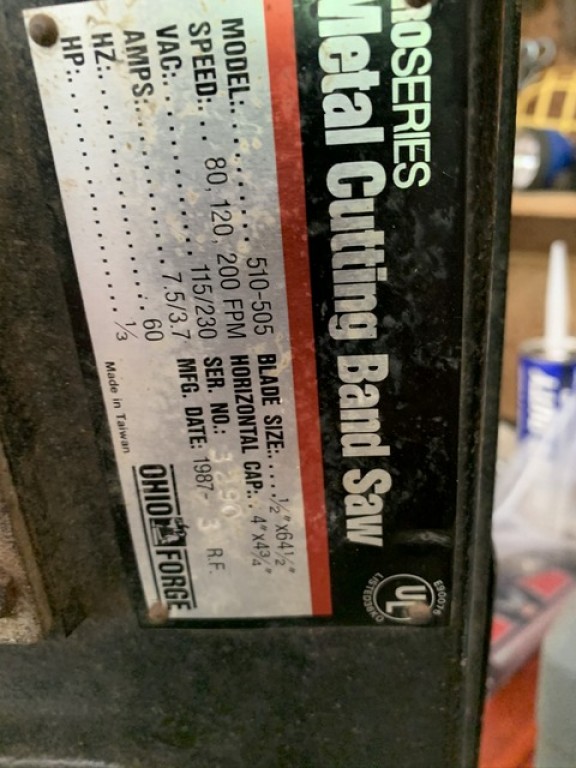 ROSERIES
Metal Cutting Band Saw
UL
LISTED
MODEL:............ 510-505
SPEED:... 80, 120, 200 FPM
VAC:............ 115/230
AMPS:............ 7.5/3.7
HZ:............ 60
HP:............ 1/3
BLADE SIZE:..... 1/2"x64 1/2"
HORIZONTAL CAP.:. 4"x4 3/4"
SER. NO.:
MFG. DATE: 1987- 3 R.F.
Made in Taiwan
OHIO FORGE